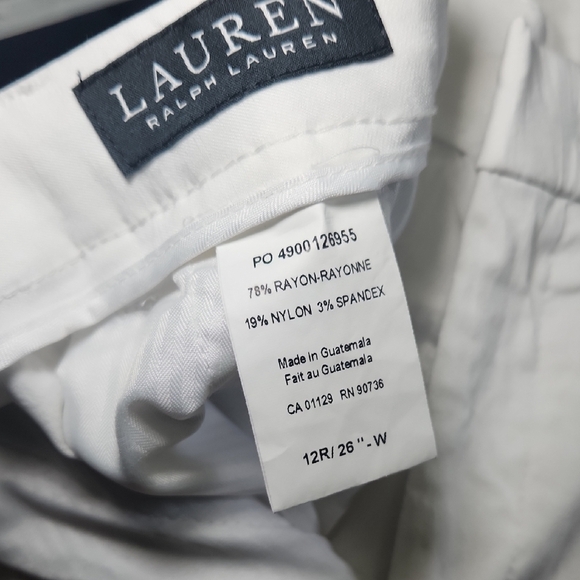 LAUREN
RALPH LAUREN
PO 4900126955
78% RAYON-RAYONNE
19% NYLON 3% SPANDEX
Made in Guatemala
Fait au Guatemala
CA 01129 RN 90736
12R/ 26 "-W